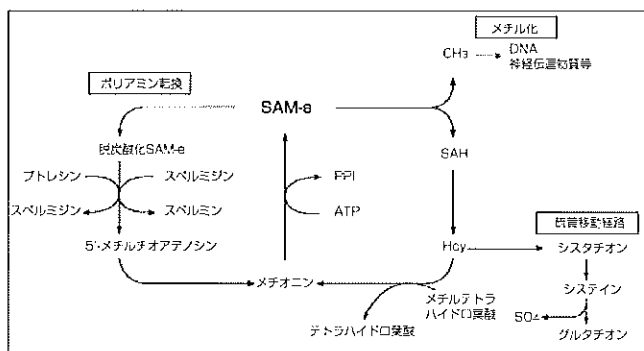 メチル化
CH3
DNA
神経伝達物質等
ポリアミン転換
SAM-e
脱炭酸化SAM-e
SAH
プトレシン
スペルミジン
PPi
スペルミジン
スペルミン
ATP
硫黄移動経路
5'-メチルチオアデノシン
メチオニン
Hcy
シスタチオン
メチルテトラ
ハイドロ葉酸
システイン
テトラハイドロ葉酸
SO4
グルタチオン